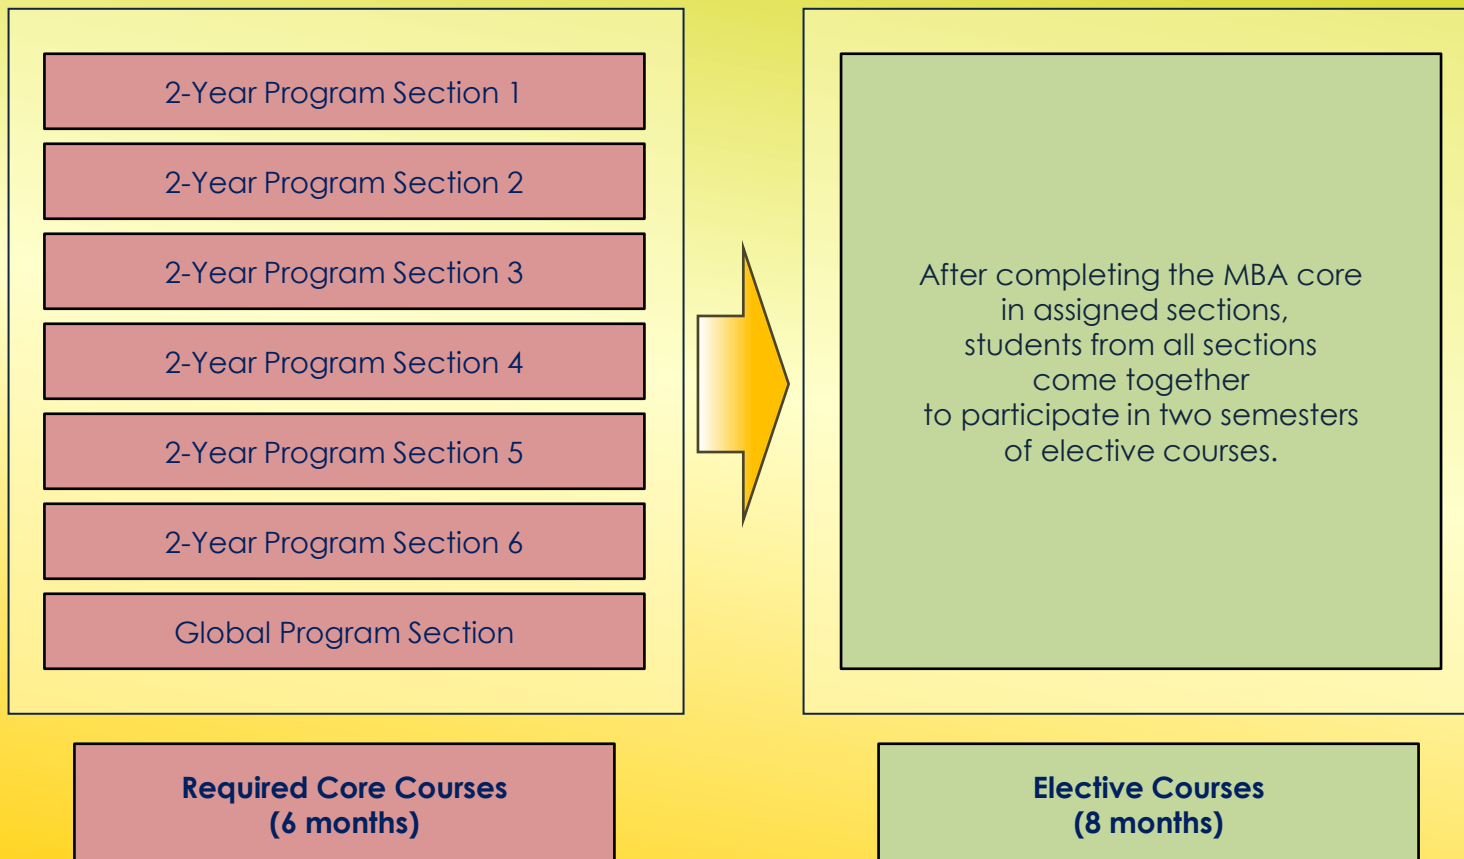 2-Year Program Section 1
2-Year Program Section 2
2-Year Program Section 3
2-Year Program Section 4
2-Year Program Section 5
2-Year Program Section 6
Global Program Section
Required Core Courses
(6 months)
After completing the MBA core
in assigned sections,
students from all sections
come together
to participate in two semesters
of elective courses.
Elective Courses
(8 months)